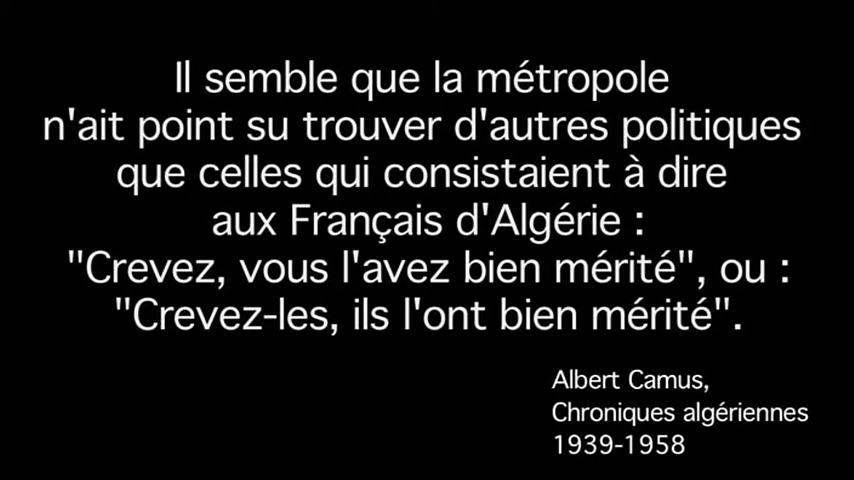 Il semble que la métropole
n'ait point su trouver d'autres politiques
que celles qui consistaient à dire
aux Français d'Algérie :
"Crevez, vous l'avez bien mérité", ou :
"Crevez-les, ils l'ont bien mérité".
Albert Camus,
Chroniques algériennes
1939-1958